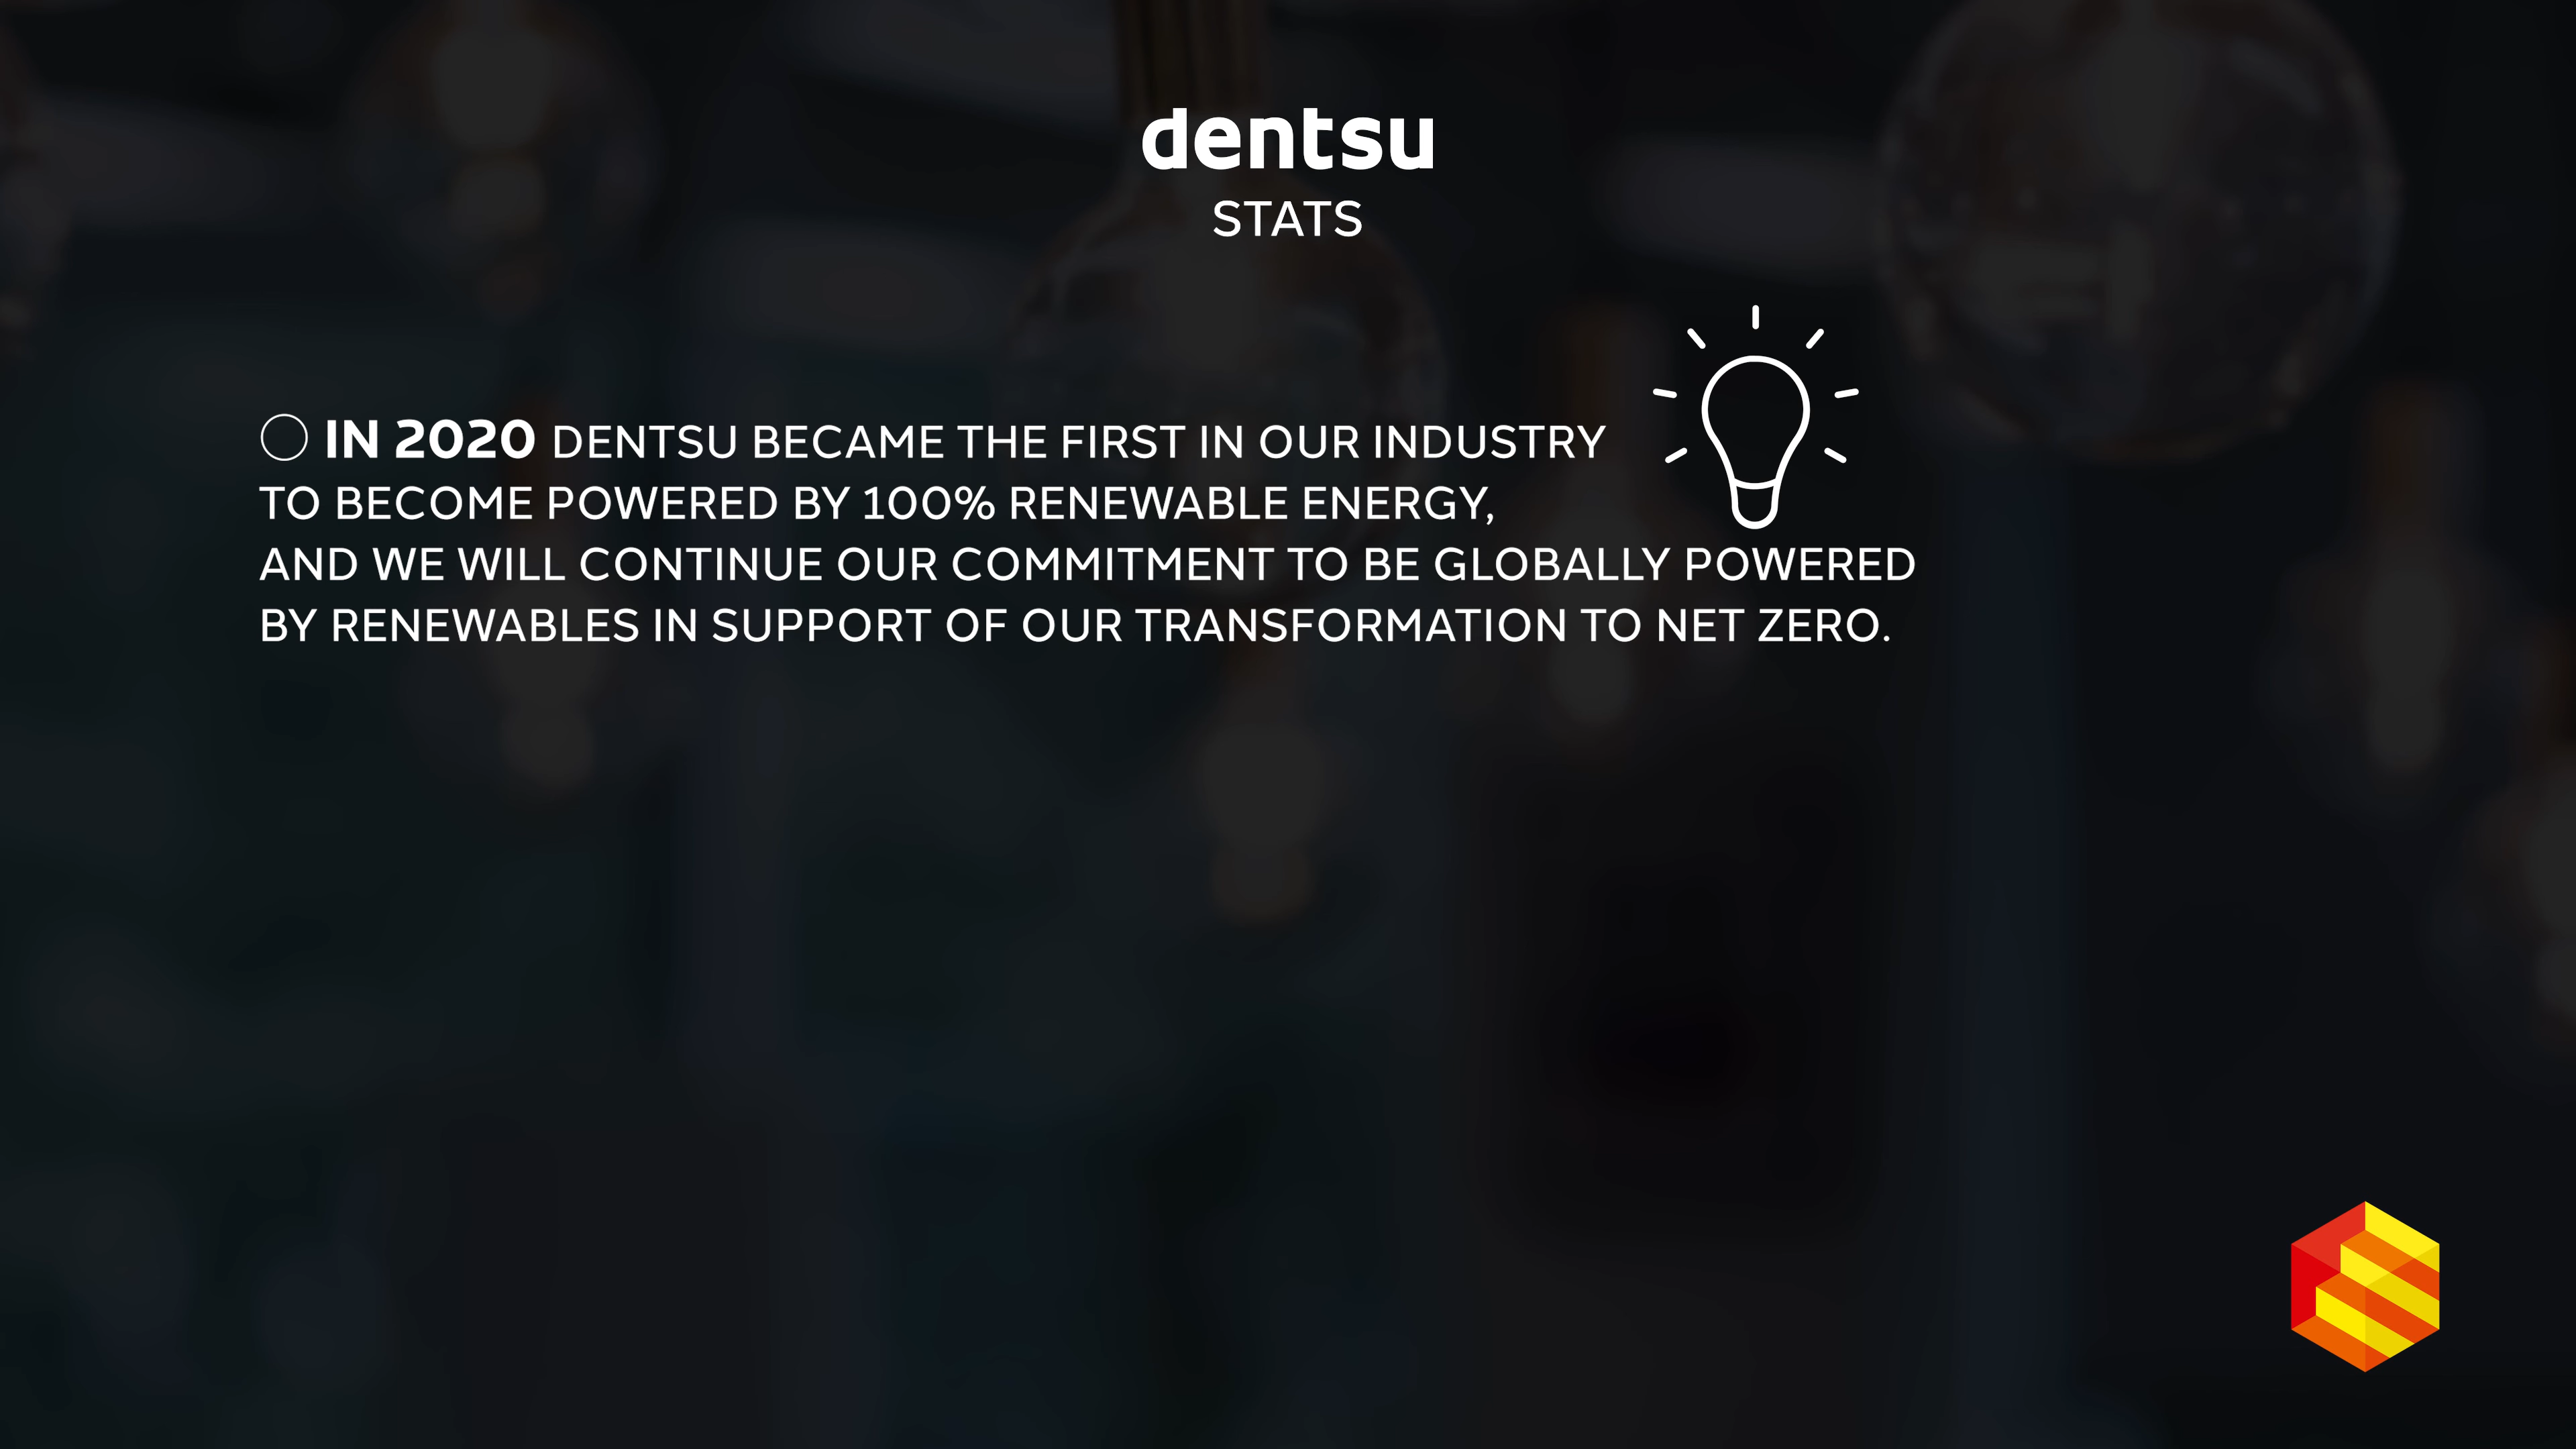 dentsu
STATS
IN 2020 DENTSU BECAME THE FIRST IN OUR INDUSTRY
TO BECOME POWERED BY 100% RENEWABLE ENERGY,
AND WE WILL CONTINUE OUR COMMITMENT TO BE GLOBALLY POWERED
BY RENEWABLES IN SUPPORT OF OUR TRANSFORMATION TO NET ZERO.